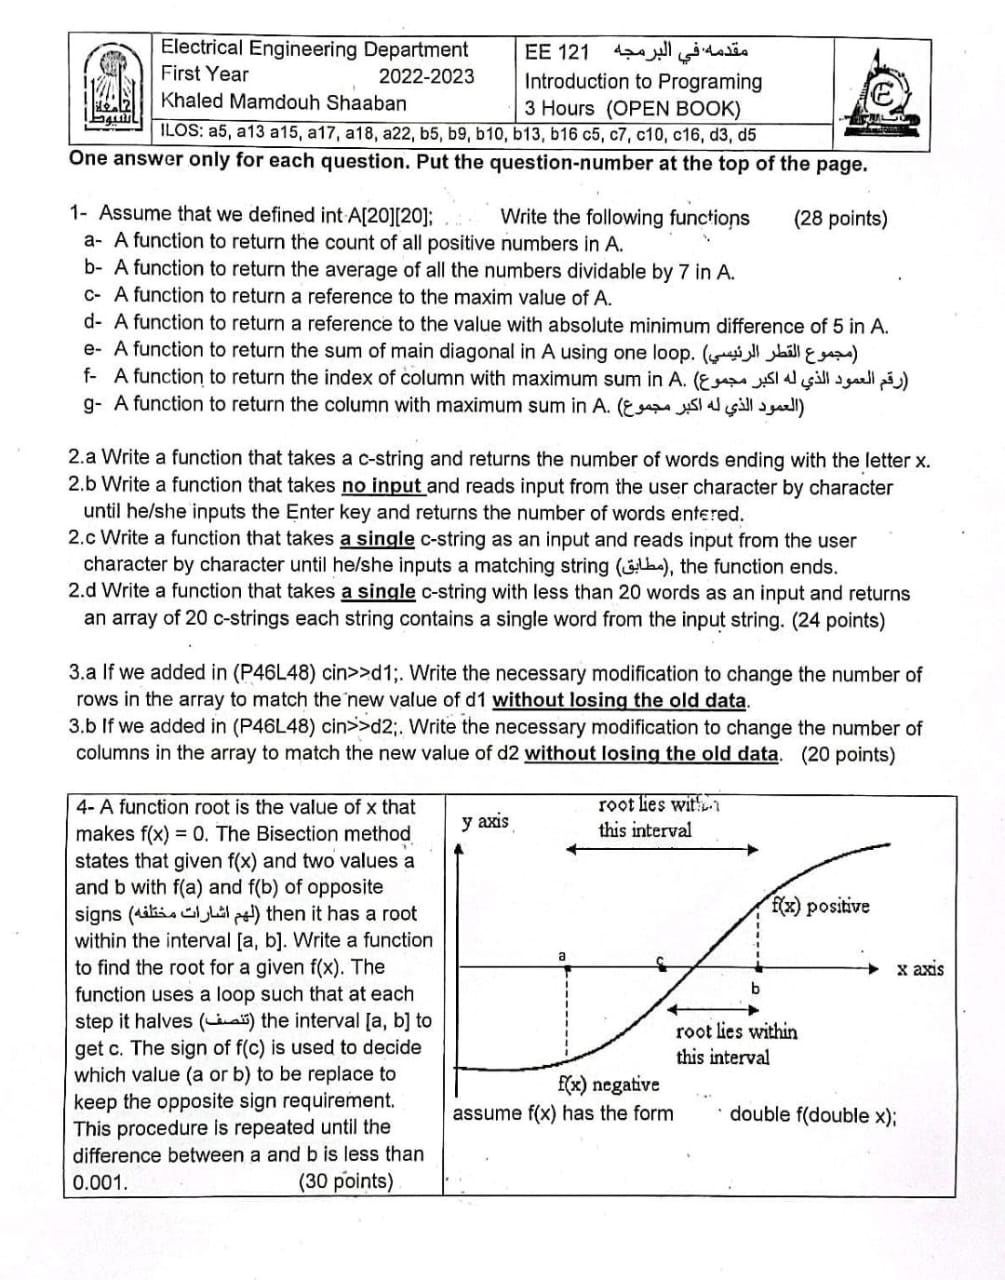 Electrical Engineering Department
First Year 2022-2023
Khaled Mamdouh Shaaban
EE 121 مقدمه في البرمجه
Introduction to Programing
3 Hours (OPEN BOOK)
ILOS: a5, a13 a15, a17, a18, a22, b5, b9, b10, b13, b16 c5, c7, c10, c16, d3, d5
One answer only for each question. Put the question-number at the top of the page.
1- Assume that we defined int A[20][20]; Write the following functions (28 points)
a- A function to return the count of all positive numbers in A.
b- A function to return the average of all the numbers dividable by 7 in A.
c- A function to return a reference to the maxim value of A.
d- A function to return a reference to the value with absolute minimum difference of 5 in A.
e- A function to return the sum of main diagonal in A using one loop. (مجموع القطر الرئيسي)
f- A function to return the index of column with maximum sum in A. (رقم العمود الذي له اكبر مجموع)
g- A function to return the column with maximum sum in A. (العمود الذي له اكبر مجموع)
2.a Write a function that takes a c-string and returns the number of words ending with the letter x.
2.b Write a function that takes no input and reads input from the user character by character
until he/she inputs the Enter key and returns the number of words entered.
2.c Write a function that takes a single c-string as an input and reads input from the user
character by character until he/she inputs a matching string (مطابق), the function ends.
2.d Write a function that takes a single c-string with less than 20 words as an input and returns
an array of 20 c-strings each string contains a single word from the input string. (24 points)
3.a If we added in (P46L48) cin>>d1;. Write the necessary modification to change the number of
rows in the array to match the new value of d1 without losing the old data.
3.b If we added in (P46L48) cin>>d2;. Write the necessary modification to change the number of
columns in the array to match the new value of d2 without losing the old data. (20 points)
4- A function root is the value of x that
makes f(x) = 0. The Bisection method
states that given f(x) and two values a
and b with f(a) and f(b) of opposite
signs (لهم اشارات مختلفه) then it has a root
within the interval [a, b]. Write a function
to find the root for a given f(x). The
function uses a loop such that at each
step it halves (تنصف) the interval [a, b] to
get c. The sign of f(c) is used to decide
which value (a or b) to be replace to
keep the opposite sign requirement.
This procedure is repeated until the
difference between a and b is less than
0.001. (30 points)
root lies within
this interval
y axis
f(x) positive
a
c
x axis
b
root lies within
this interval
f(x) negative
assume f(x) has the form double f(double x);